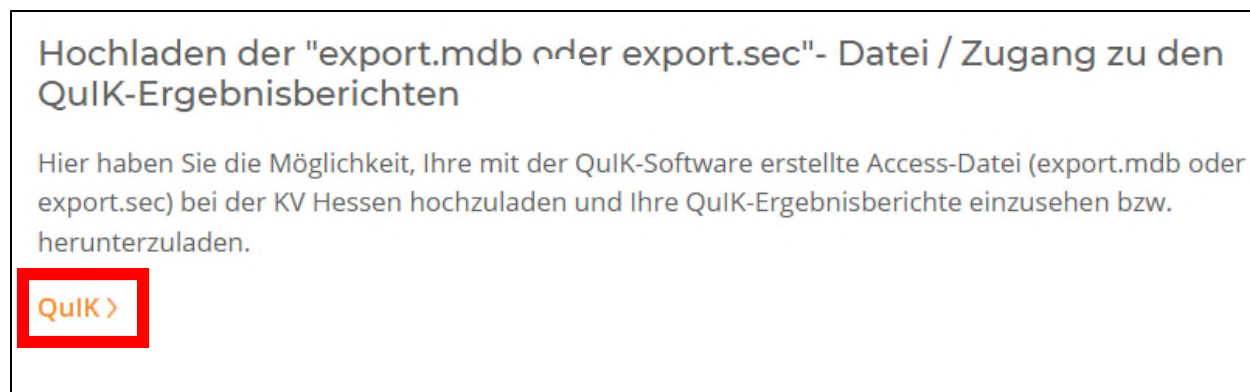 Hochladen der "export.mdb oder export.sec"- Datei / Zugang zu den
QuIK-Ergebnisberichten
Hier haben Sie die Möglichkeit, Ihre mit der QuIK-Software erstellte Access-Datei (export.mdb oder
export.sec) bei der KV Hessen hochzuladen und Ihre QuIK-Ergebnisberichte einzusehen bzw.
herunterzuladen.
QuIK >